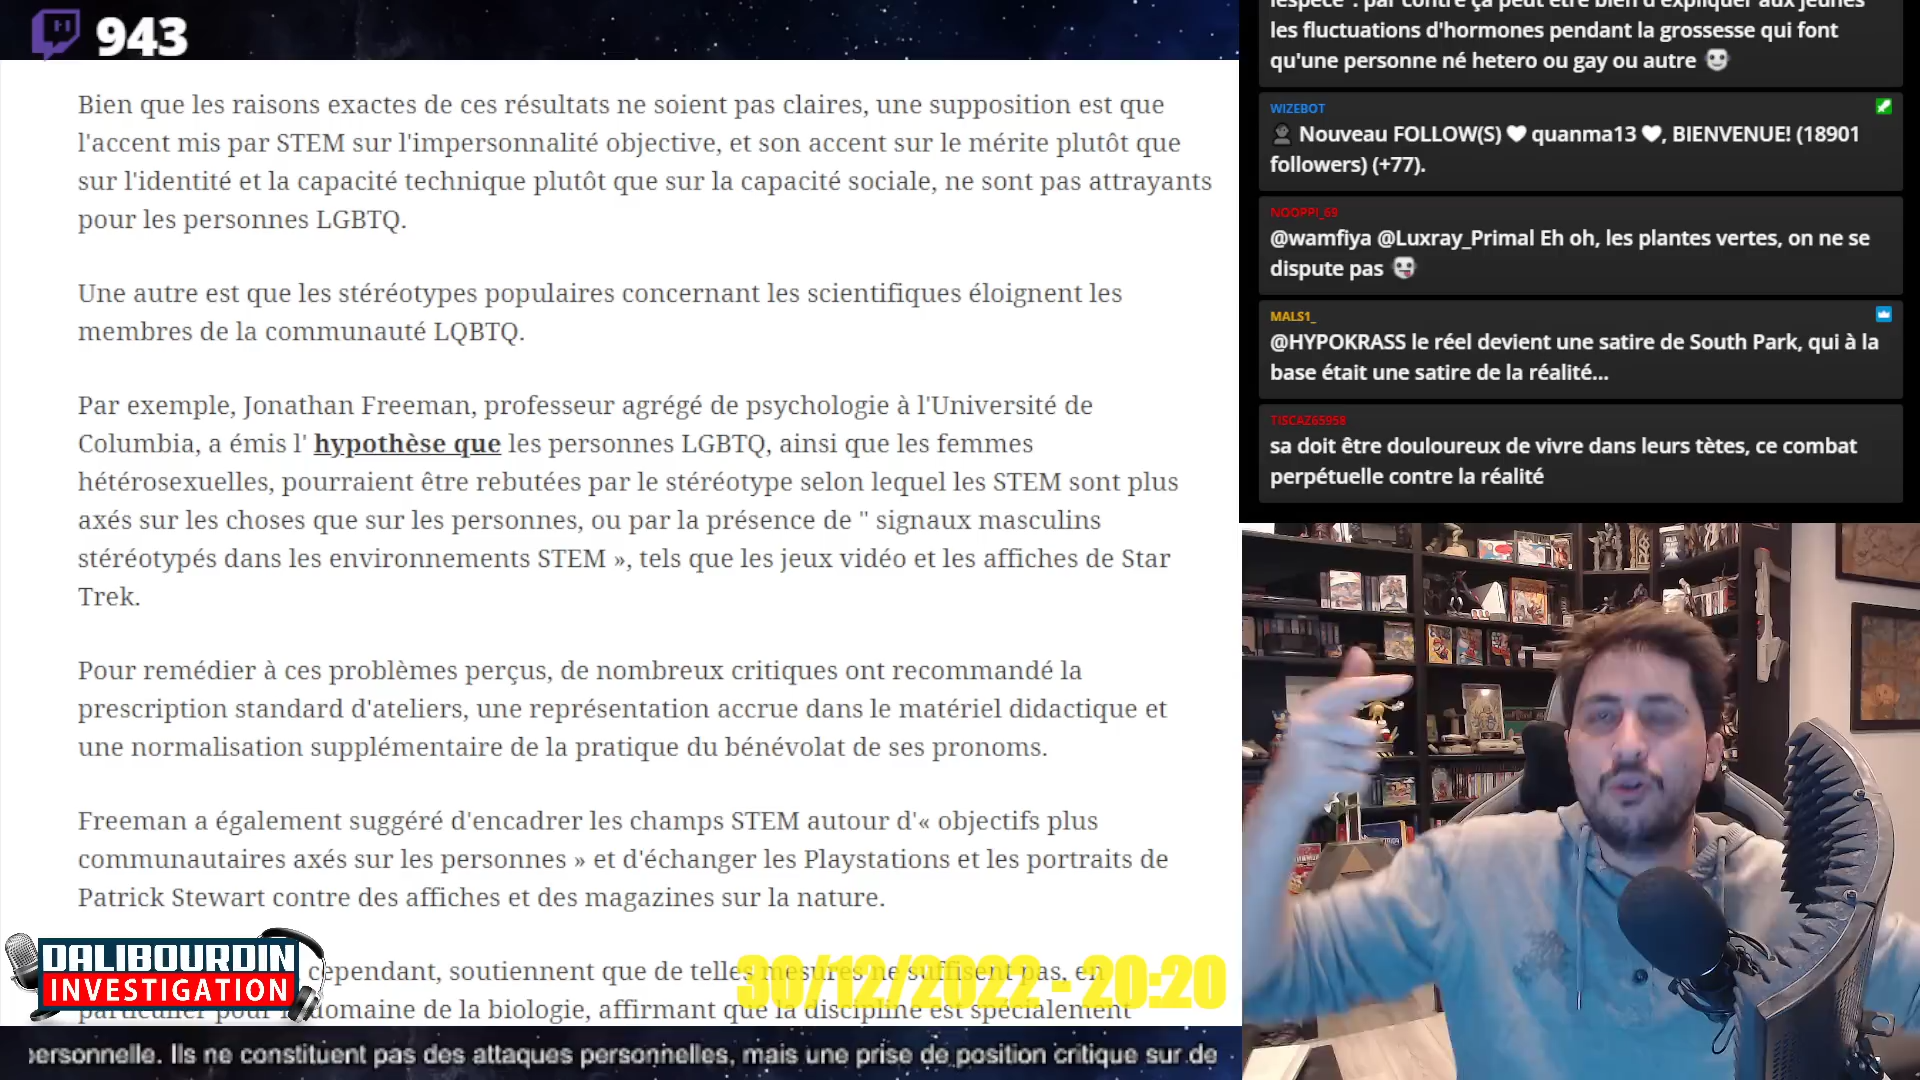 943
Bien que les raisons exactes de ces résultats ne soient pas claires, une supposition est que
l'accent mis par STEM sur l'impersonnalité objective, et son accent sur le mérite plutôt que
sur l'identité et la capacité technique plutôt que sur la capacité sociale, ne sont pas attrayants
pour les personnes LGBTQ.
Une autre est que les stéréotypes populaires concernant les scientifiques éloignent les
membres de la communauté LQBTQ.
Par exemple, Jonathan Freeman, professeur agrégé de psychologie à l'Université de
Columbia, a émis l' hypothèse que les personnes LGBTQ, ainsi que les femmes
hétérosexuelles, pourraient être rebutées par le stéréotype selon lequel les STEM sont plus
axés sur les choses que sur les personnes, ou par la présence de " signaux masculins
stéréotypés dans les environnements STEM », tels que les jeux vidéo et les affiches de Star
Trek.
Pour remédier à ces problèmes perçus, de nombreux critiques ont recommandé la
prescription standard d'ateliers, une représentation accrue dans le matériel didactique et
une normalisation supplémentaire de la pratique du bénévolat de ses pronoms.
Freeman a également suggéré d'encadrer les champs STEM autour d'« objectifs plus
communautaires axés sur les personnes » et d'échanger les Playstations et les portraits de
Patrick Stewart contre des affiches et des magazines sur la nature.
cependant, soutiennent que de telles mesures ne suffisent pas, en
particulier pour domaine de la biologie, affirmant que la discipline est spécialement
DALIBOURDIN
INVESTIGATION
30/12/2022 - 20:20
personnelle. Ils ne constituent pas des attaques personnelles, mais une prise de position critique sur de
l'espèce". par contre ça peut être bien d'expliquer aux jeunes
les fluctuations d'hormones pendant la grossesse qui font
qu'une personne né hetero ou gay ou autre
WIZEBOT
Nouveau FOLLOW(S) ♥ quanma13 ♥, BIENVENUE! (18901
followers) (+77).
NOOPPI_69
@wamfiya @Luxray_Primal Eh oh, les plantes vertes, on ne se
dispute pas
MALS1_
@HYPOKRASS le réel devient une satire de South Park, qui à la
base était une satire de la réalité...
TISCAZ65958
sa doit être douloureux de vivre dans leurs tètes, ce combat
perpétuelle contre la réalité